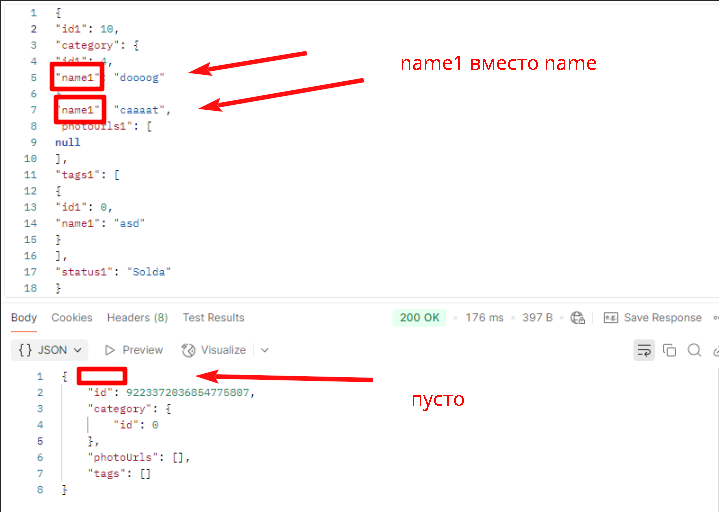 1 {
2 "id1": 10,
3 "category": {
4 "id1": 4,
5 "name1": "doooog"
name1 вместо name
6 }
7 "name1": "caaaat",
8 "photoUrls1": [
9 null
10 ],
11 "tags1": [
12 {
13 "id1": 0,
14 "name1": "asd"
15 }
16 ],
17 "status1": "Solda"
18 }
Body Cookies Headers (8) Test Results 200 OK • 176 ms • 397 B e.g. Save Response
{} JSON Preview Visualize
1 {
2 "id": 9223372036854775807,
3 "category": {
пусто
4 "id": 0
5 },
6 "photoUrls": [],
7 "tags": []
8 }